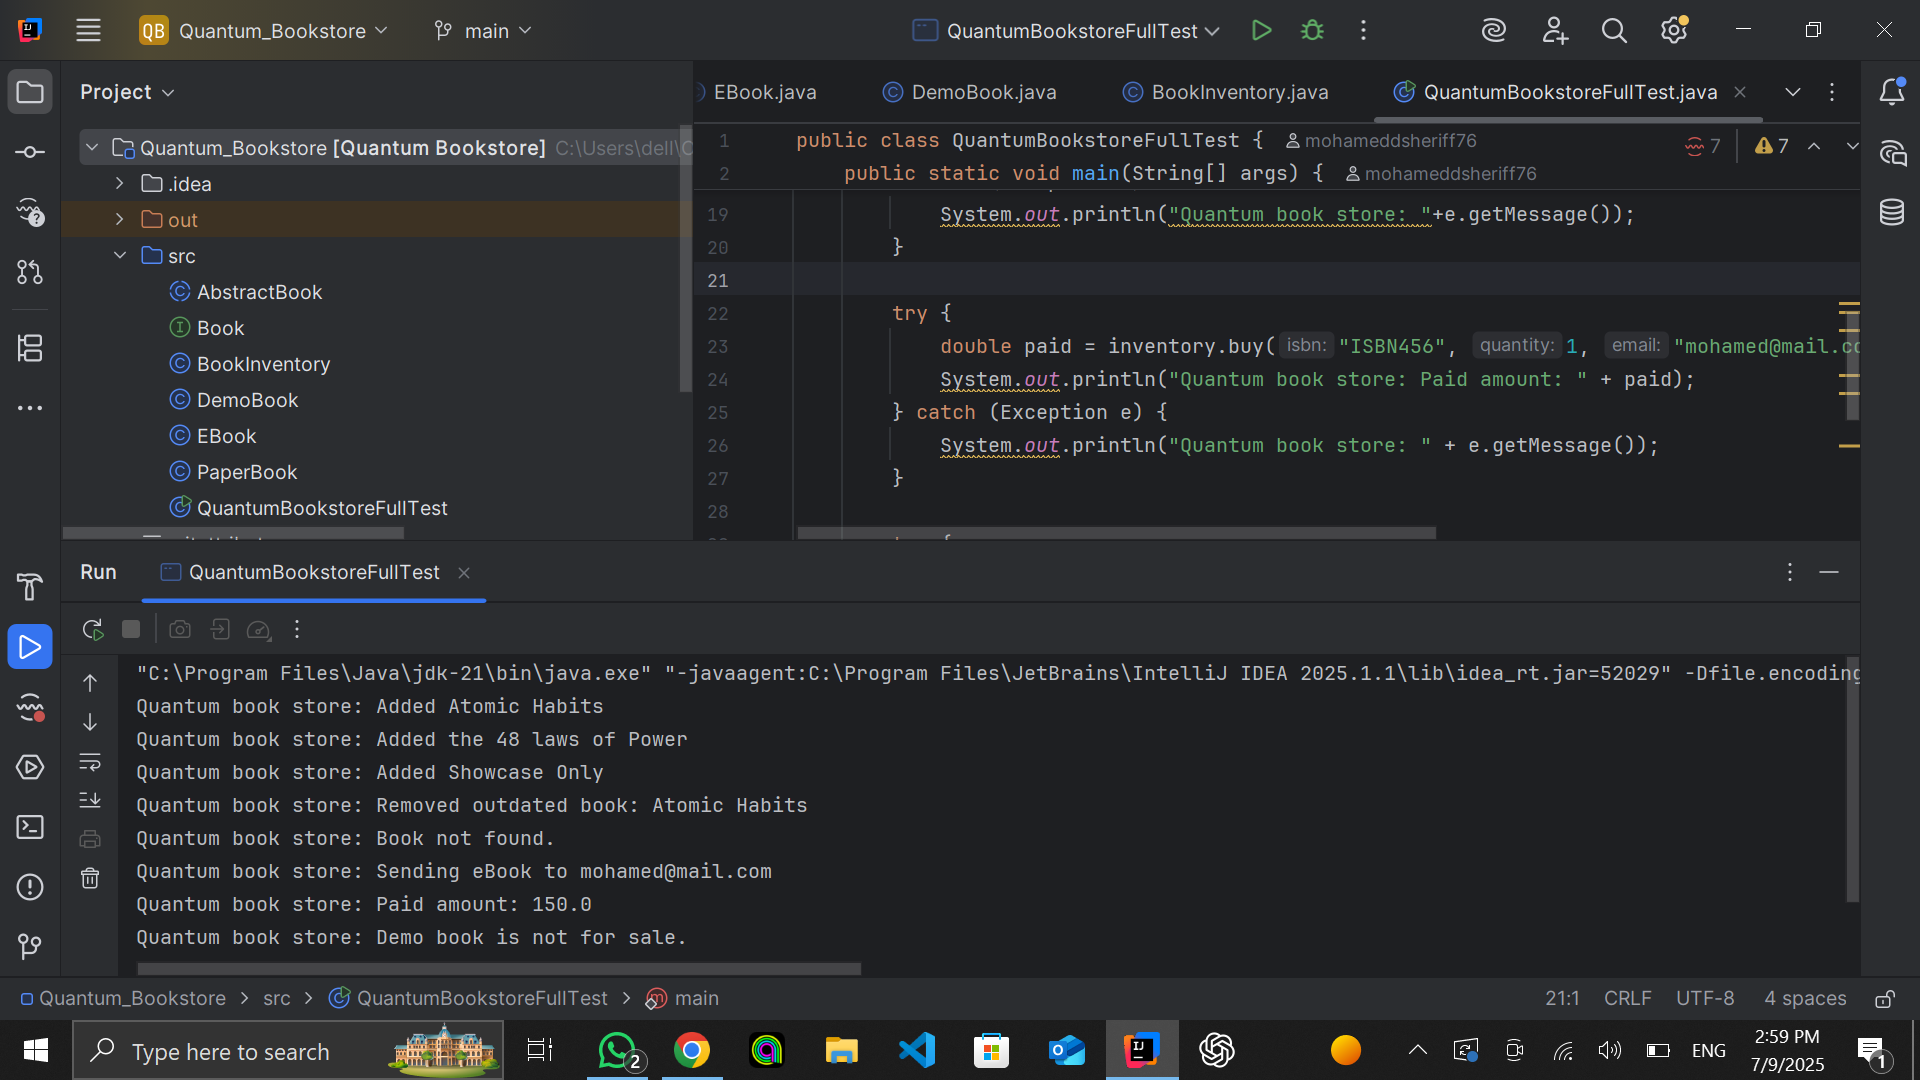 QB Quantum_Bookstore main QuantumBookstoreFullTest
Project
Quantum_Bookstore [Quantum Bookstore] C:\Users\dell\O
.idea
out
src
AbstractBook
Book
BookInventory
DemoBook
EBook
PaperBook
QuantumBookstoreFullTest
EBook.java DemoBook.java BookInventory.java QuantumBookstoreFullTest.java
1 public class QuantumBookstoreFullTest { mohameddsheriff76
7 7
2 public static void main(String[] args) { mohameddsheriff76
19 System.out.println("Quantum book store: "+e.getMessage());
20 }
21
22 try {
23 double paid = inventory.buy( isbn: "ISBN456", quantity: 1, email: "mohamed@mail.co
24 System.out.println("Quantum book store: Paid amount: " + paid);
25 } catch (Exception e) {
26 System.out.println("Quantum book store: " + e.getMessage());
27 }
28
Run QuantumBookstoreFullTest
"C:\Program Files\Java\jdk-21\bin\java.exe" "-javaagent:C:\Program Files\JetBrains\IntelliJ IDEA 2025.1.1\lib\idea_rt.jar=52029" -Dfile.encoding
Quantum book store: Added Atomic Habits
Quantum book store: Added the 48 laws of Power
Quantum book store: Added Showcase Only
Quantum book store: Removed outdated book: Atomic Habits
Quantum book store: Book not found.
Quantum book store: Sending eBook to mohamed@mail.com
Quantum book store: Paid amount: 150.0
Quantum book store: Demo book is not for sale.
Quantum_Bookstore > src > QuantumBookstoreFullTest > main
21:1 CRLF UTF-8 4 spaces
Type here to search
2
ENG
2:59 PM
7/9/2025
1